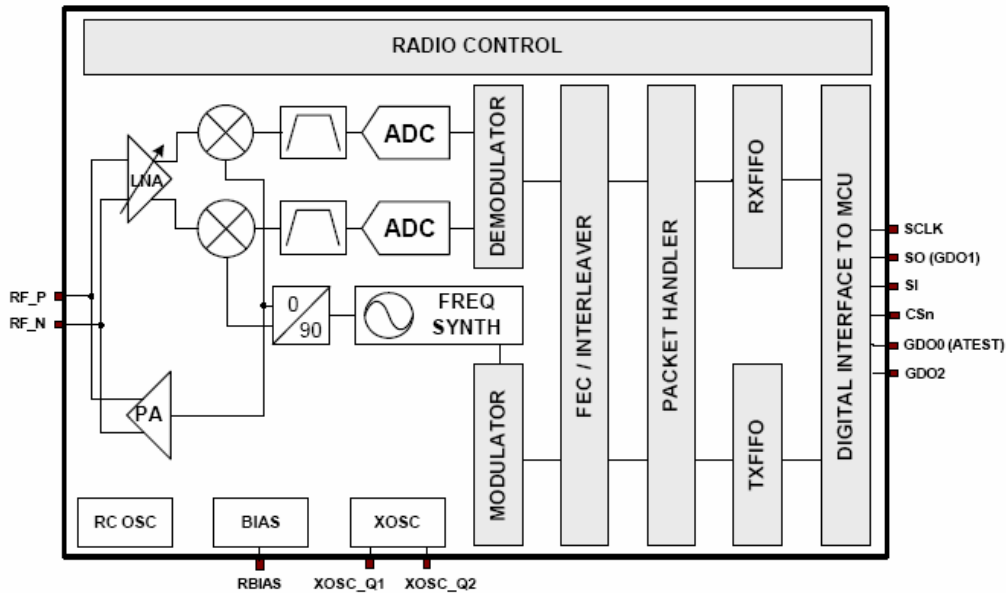 RADIO CONTROL
LNA
ADC
ADC
DEMODULATOR
FEC / INTERLEAVER
PACKET HANDLER
RXFIFO
DIGITAL INTERFACE TO MCU
SCLK
SO (GDO1)
SI
CSn
GDO0 (ATEST)
GDO2
RF_P
RF_N
0
90
FREQ
SYNTH
PA
MODULATOR
TXFIFO
RC OSC
BIAS
XOSC
RBIAS
XOSC_Q1
XOSC_Q2